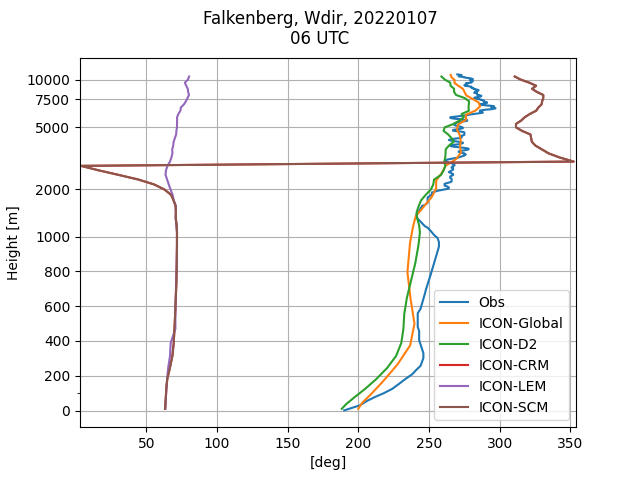 Falkenberg, Wdir, 20220107
06 UTC
Height [m]
10000
7500
5000
2000
1000
800
600
400
200
0
Obs
ICON-Global
ICON-D2
ICON-CRM
ICON-LEM
ICON-SCM
50 100 150 200 250 300 350
[deg]